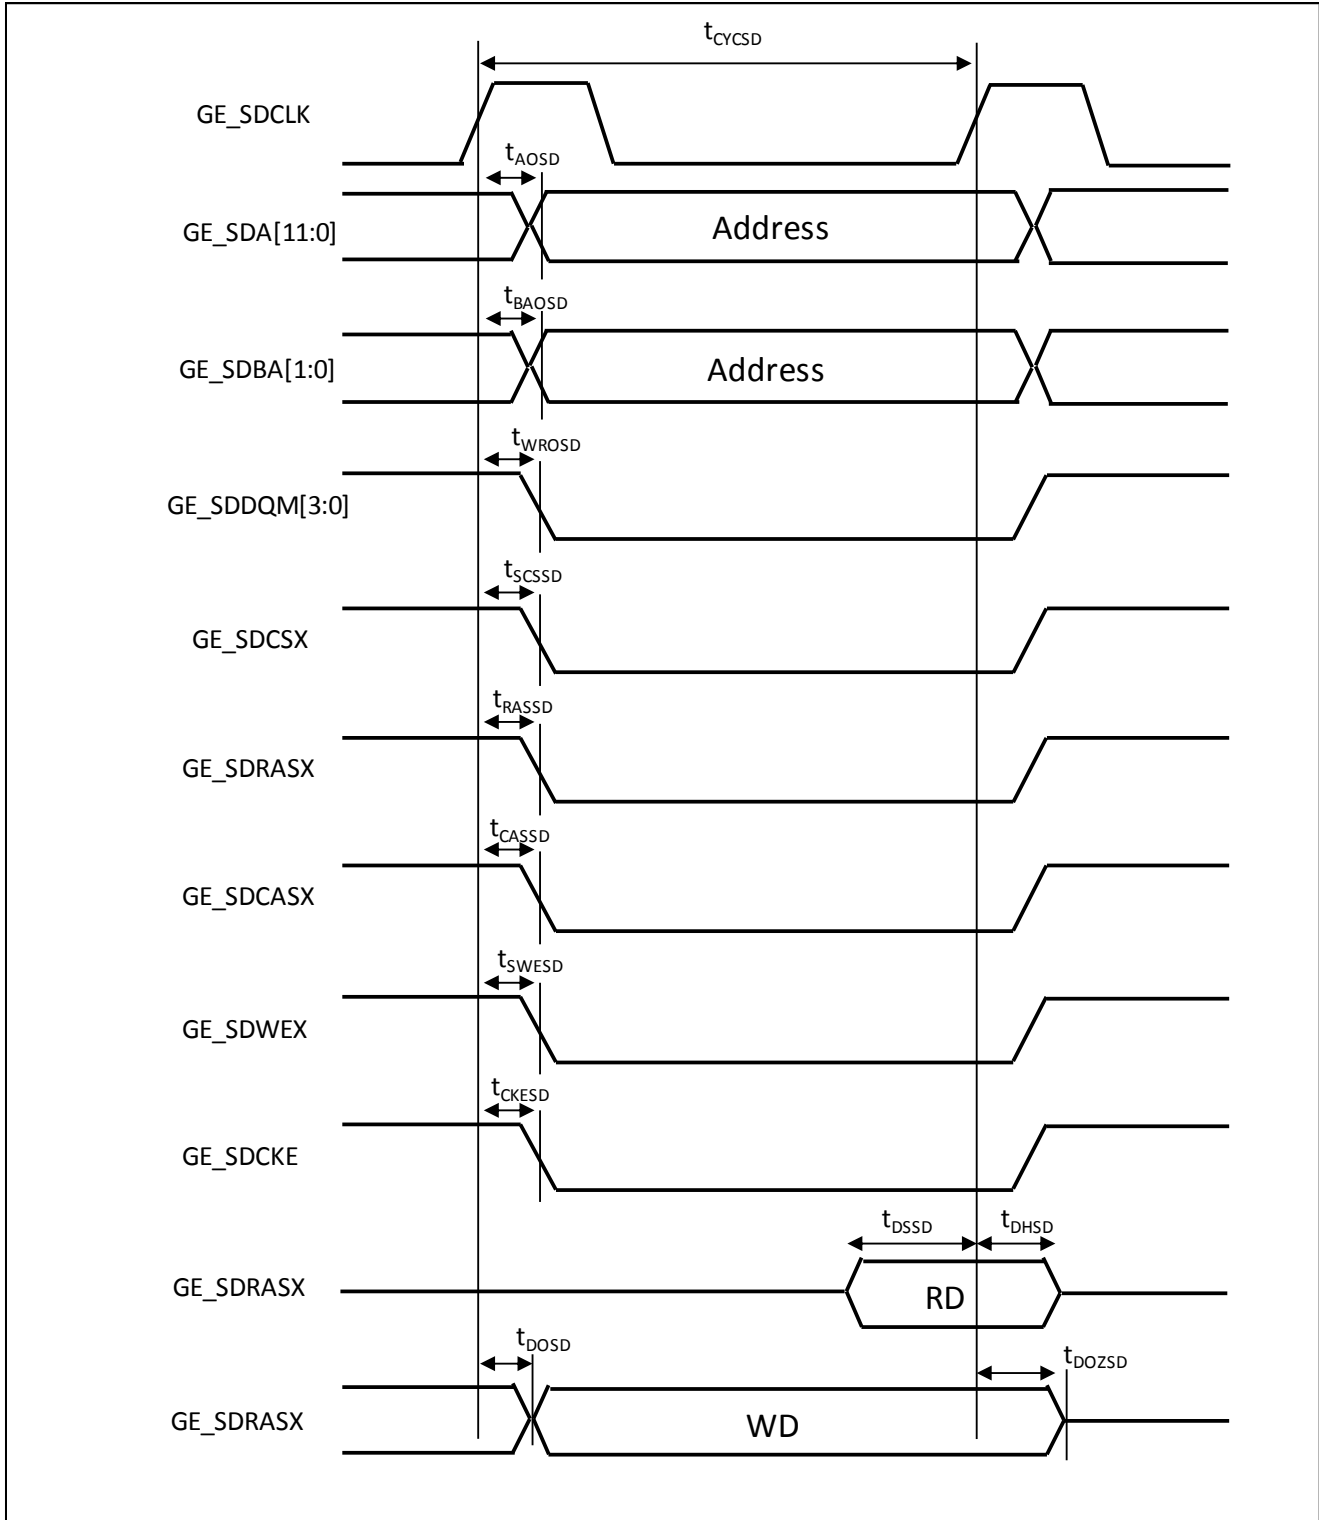 tCYCSD
GE_SDCLK
tAOSD
GE_SDA[11:0]
Address
tBAOSD
GE_SDBA[1:0]
Address
tWROSD
GE_SDDQM[3:0]
tSCSSD
GE_SDCSX
tRASSD
GE_SDRASX
tCASSD
GE_SDCASX
tSWESD
GE_SDWEX
tCKESD
GE_SDCKE
tDSSD tDHSD
GE_SDRASX
RD
tDOSD
tDOZSD
GE_SDRASX
WD